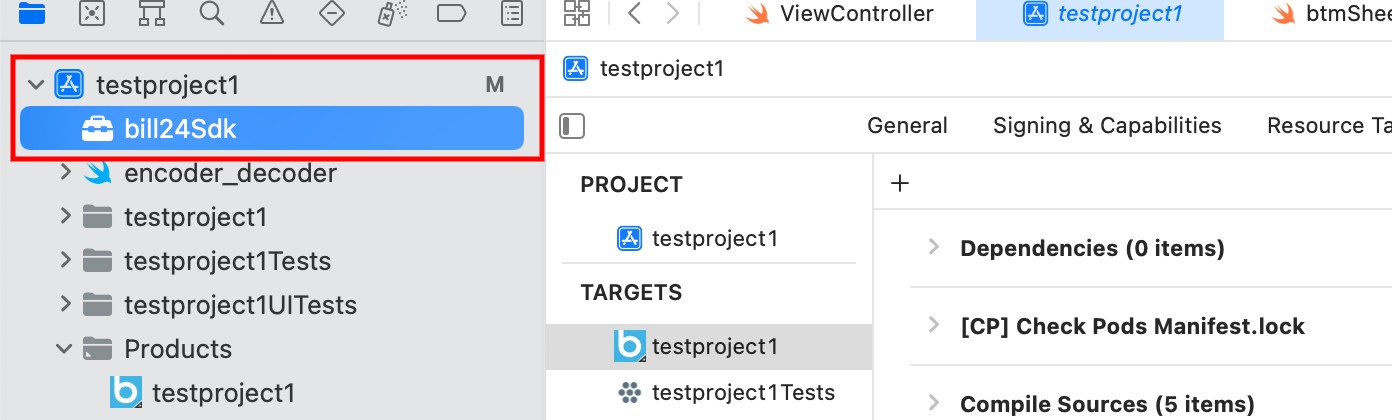 ViewController
testproject1
btmShee
testproject1 M
bill24Sdk
encoder_decoder
testproject1
testproject1Tests
testproject1UITests
Products
testproject1
testproject1
General Signing & Capabilities Resource Ta
PROJECT
testproject1
TARGETS
testproject1
testproject1Tests
+
Dependencies (0 items)
[CP] Check Pods Manifest.lock
Compile Sources (5 items)